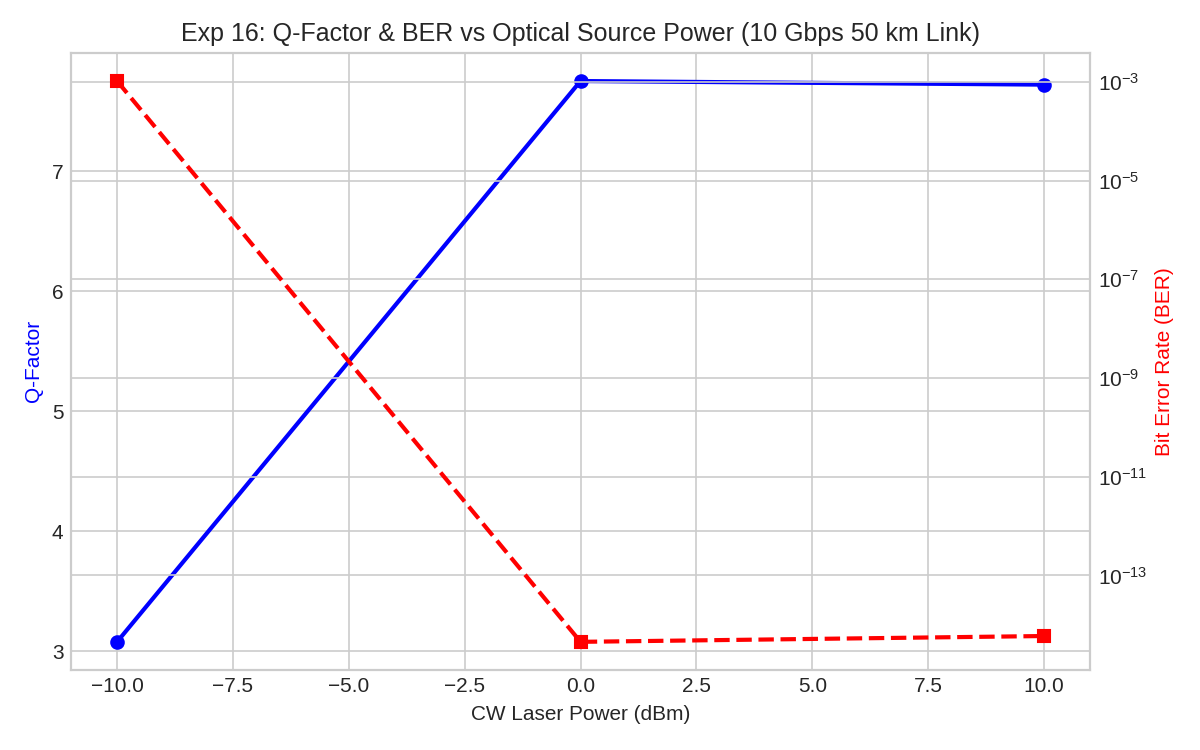 Exp 16: Q-Factor & BER vs Optical Source Power (10 Gbps 50 km Link)
Q-Factor
7
6
5
4
3
10⁻³
10⁻⁵
10⁻⁷
10⁻⁹
10⁻¹¹
10⁻¹³
Bit Error Rate (BER)
−10.0 −7.5 −5.0 −2.5 0.0 2.5 5.0 7.5 10.0
CW Laser Power (dBm)